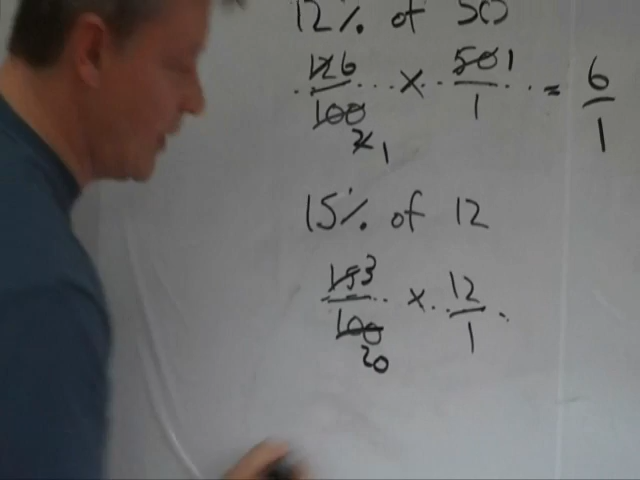 12% of 50
12 6 × 50 1 = 6
100 1 1
2 1
15% of 12
15 3 × 12
100 1
20